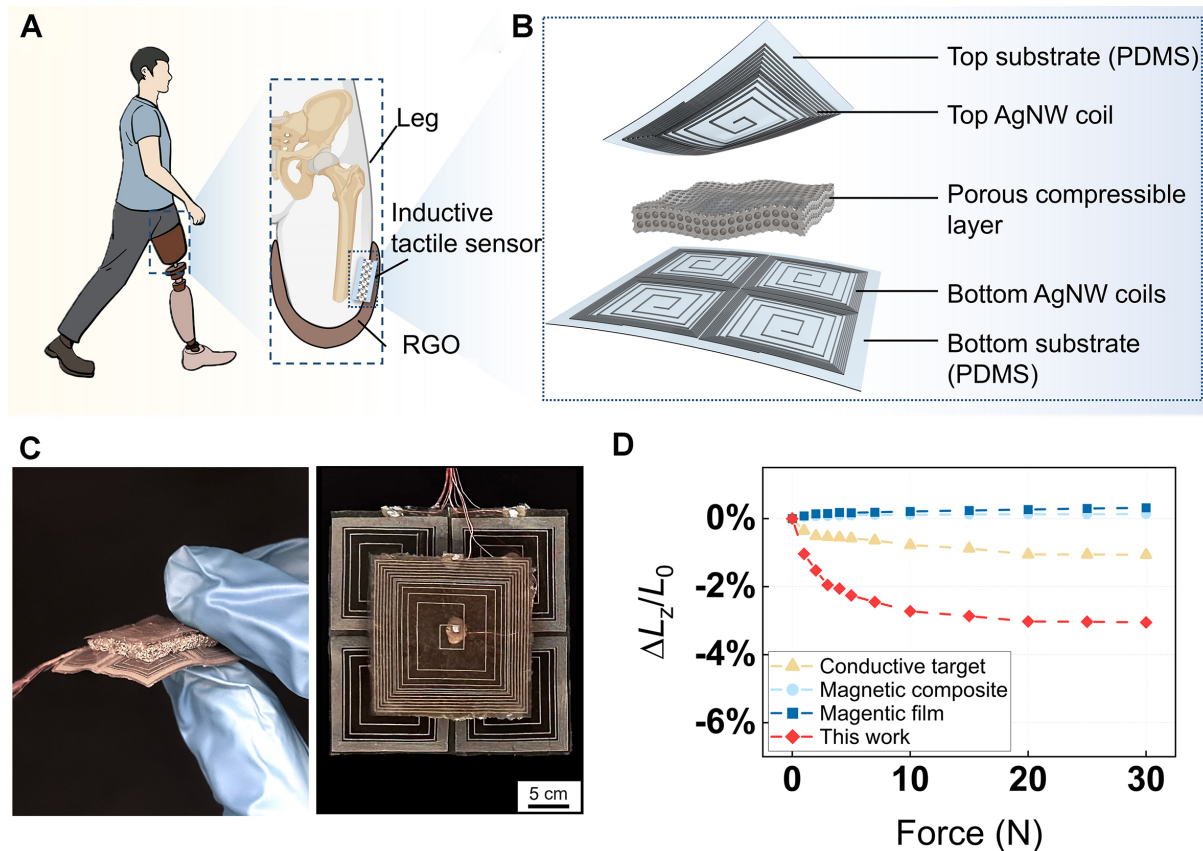 A
Leg
Inductive
tactile sensor
RGO
B
Top substrate (PDMS)
Top AgNW coil
Porous compressible
layer
Bottom AgNW coils
Bottom substrate
(PDMS)
C
5 cm
D
0%
-2%
-4%
-6%
ΔLz/L0
Conductive target
Magnetic composite
Magentic film
This work
0 10 20 30
Force (N)